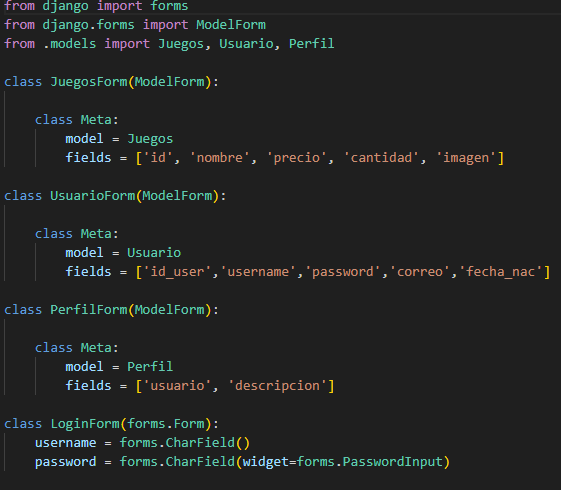 from django import forms
from django.forms import ModelForm
from .models import Juegos, Usuario, Perfil
class JuegosForm(ModelForm):
class Meta:
model = Juegos
fields = ['id', 'nombre', 'precio', 'cantidad', 'imagen']
class UsuarioForm(ModelForm):
class Meta:
model = Usuario
fields = ['id_user','username','password','correo','fecha_nac']
class PerfilForm(ModelForm):
class Meta:
model = Perfil
fields = ['usuario', 'descripcion']
class LoginForm(forms.Form):
username = forms.CharField()
password = forms.CharField(widget=forms.PasswordInput)